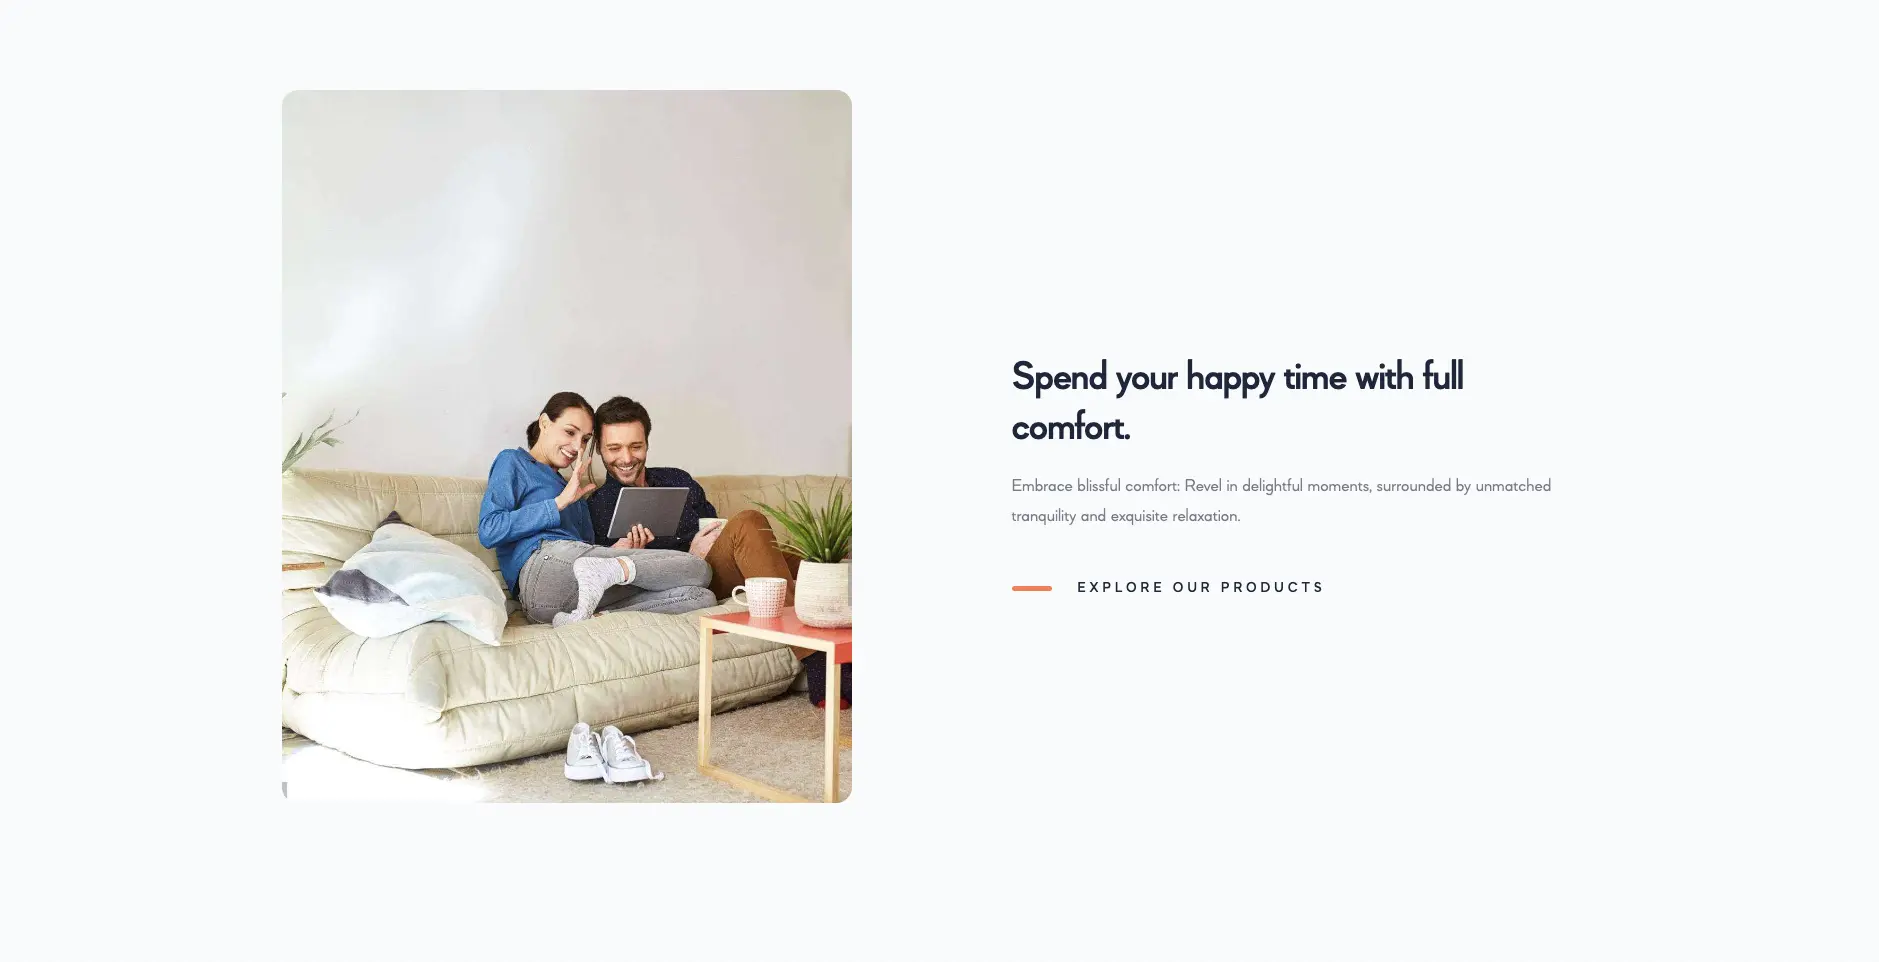 Spend your happy time with full
comfort.
Embrace blissful comfort: Revel in delightful moments, surrounded by unmatched
tranquility and exquisite relaxation.
EXPLORE OUR PRODUCTS